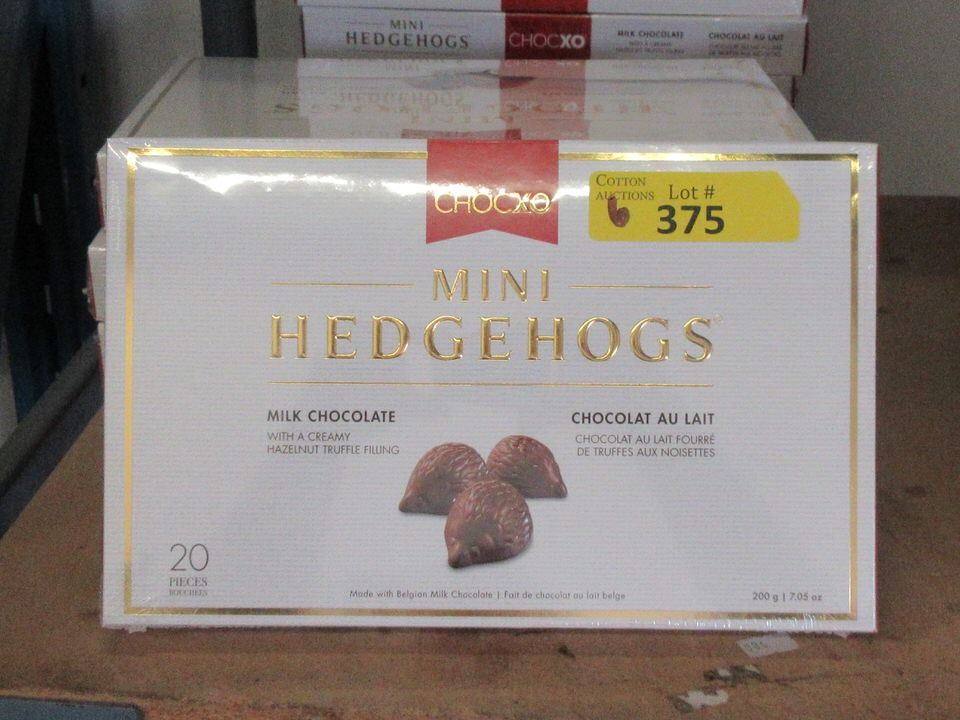 MINI
HEDGEHOGS
CHOCXO
MILK CHOCOLATE
CHOCOLAT AU LAIT
HEDGEHOGS
CHOCXO
COTTON
AUCTIONS
Lot #
6
375
MINI
HEDGEHOGS
MILK CHOCOLATE
WITH A CREAMY
HAZELNUT TRUFFLE FILLING
CHOCOLAT AU LAIT
CHOCOLAT AU LAIT FOURRÉ
DE TRUFFES AUX NOISETTES
20
PIECES
BOUCHÉES
Made with Belgian Milk Chocolate | Fait de chocolat au lait belge
200 g | 7.05 oz